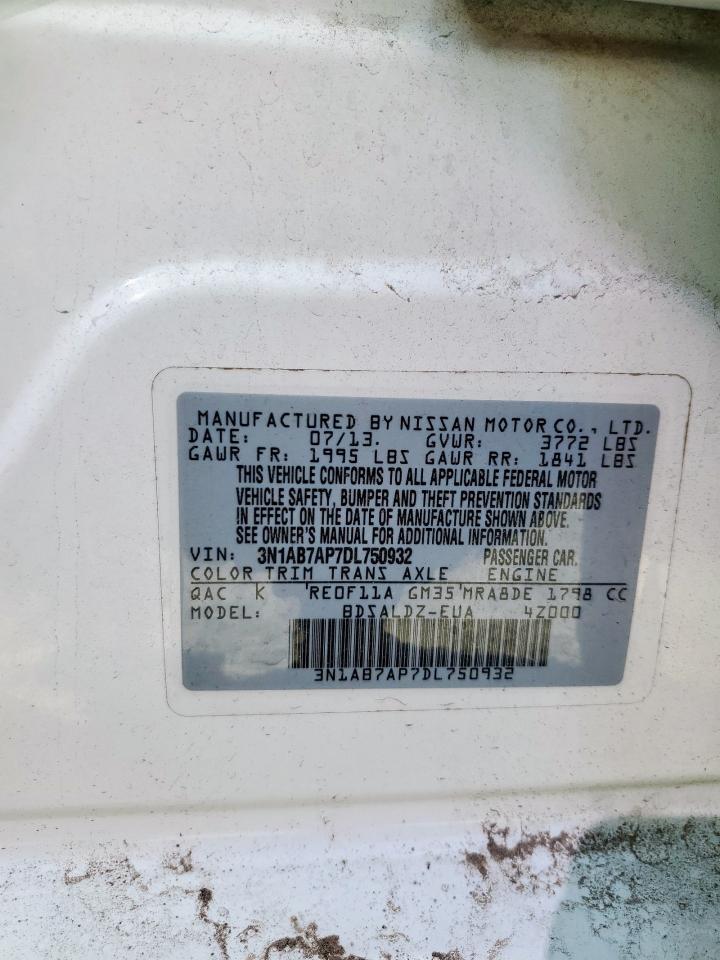 MANUFACTURED BY NISSAN MOTOR CO., LTD.
DATE: 07/13. GVWR: 3772 LBS
GAWR FR: 1995 LBS GAWR RR: 1841 LBS
THIS VEHICLE CONFORMS TO ALL APPLICABLE FEDERAL MOTOR
VEHICLE SAFETY, BUMPER AND THEFT PREVENTION STANDARDS
IN EFFECT ON THE DATE OF MANUFACTURE SHOWN ABOVE.
SEE OWNER'S MANUAL FOR ADDITIONAL INFORMATION.
VIN: 3N1AB7AP7DL750932 PASSENGER CAR.
COLOR TRIM TRANS AXLE ENGINE
QAC K RE0F11A GM35 MRA8DE 1798 CC
MODEL: BDSALDZ-EUA 4Z000
3N1AB7AP7DL750932